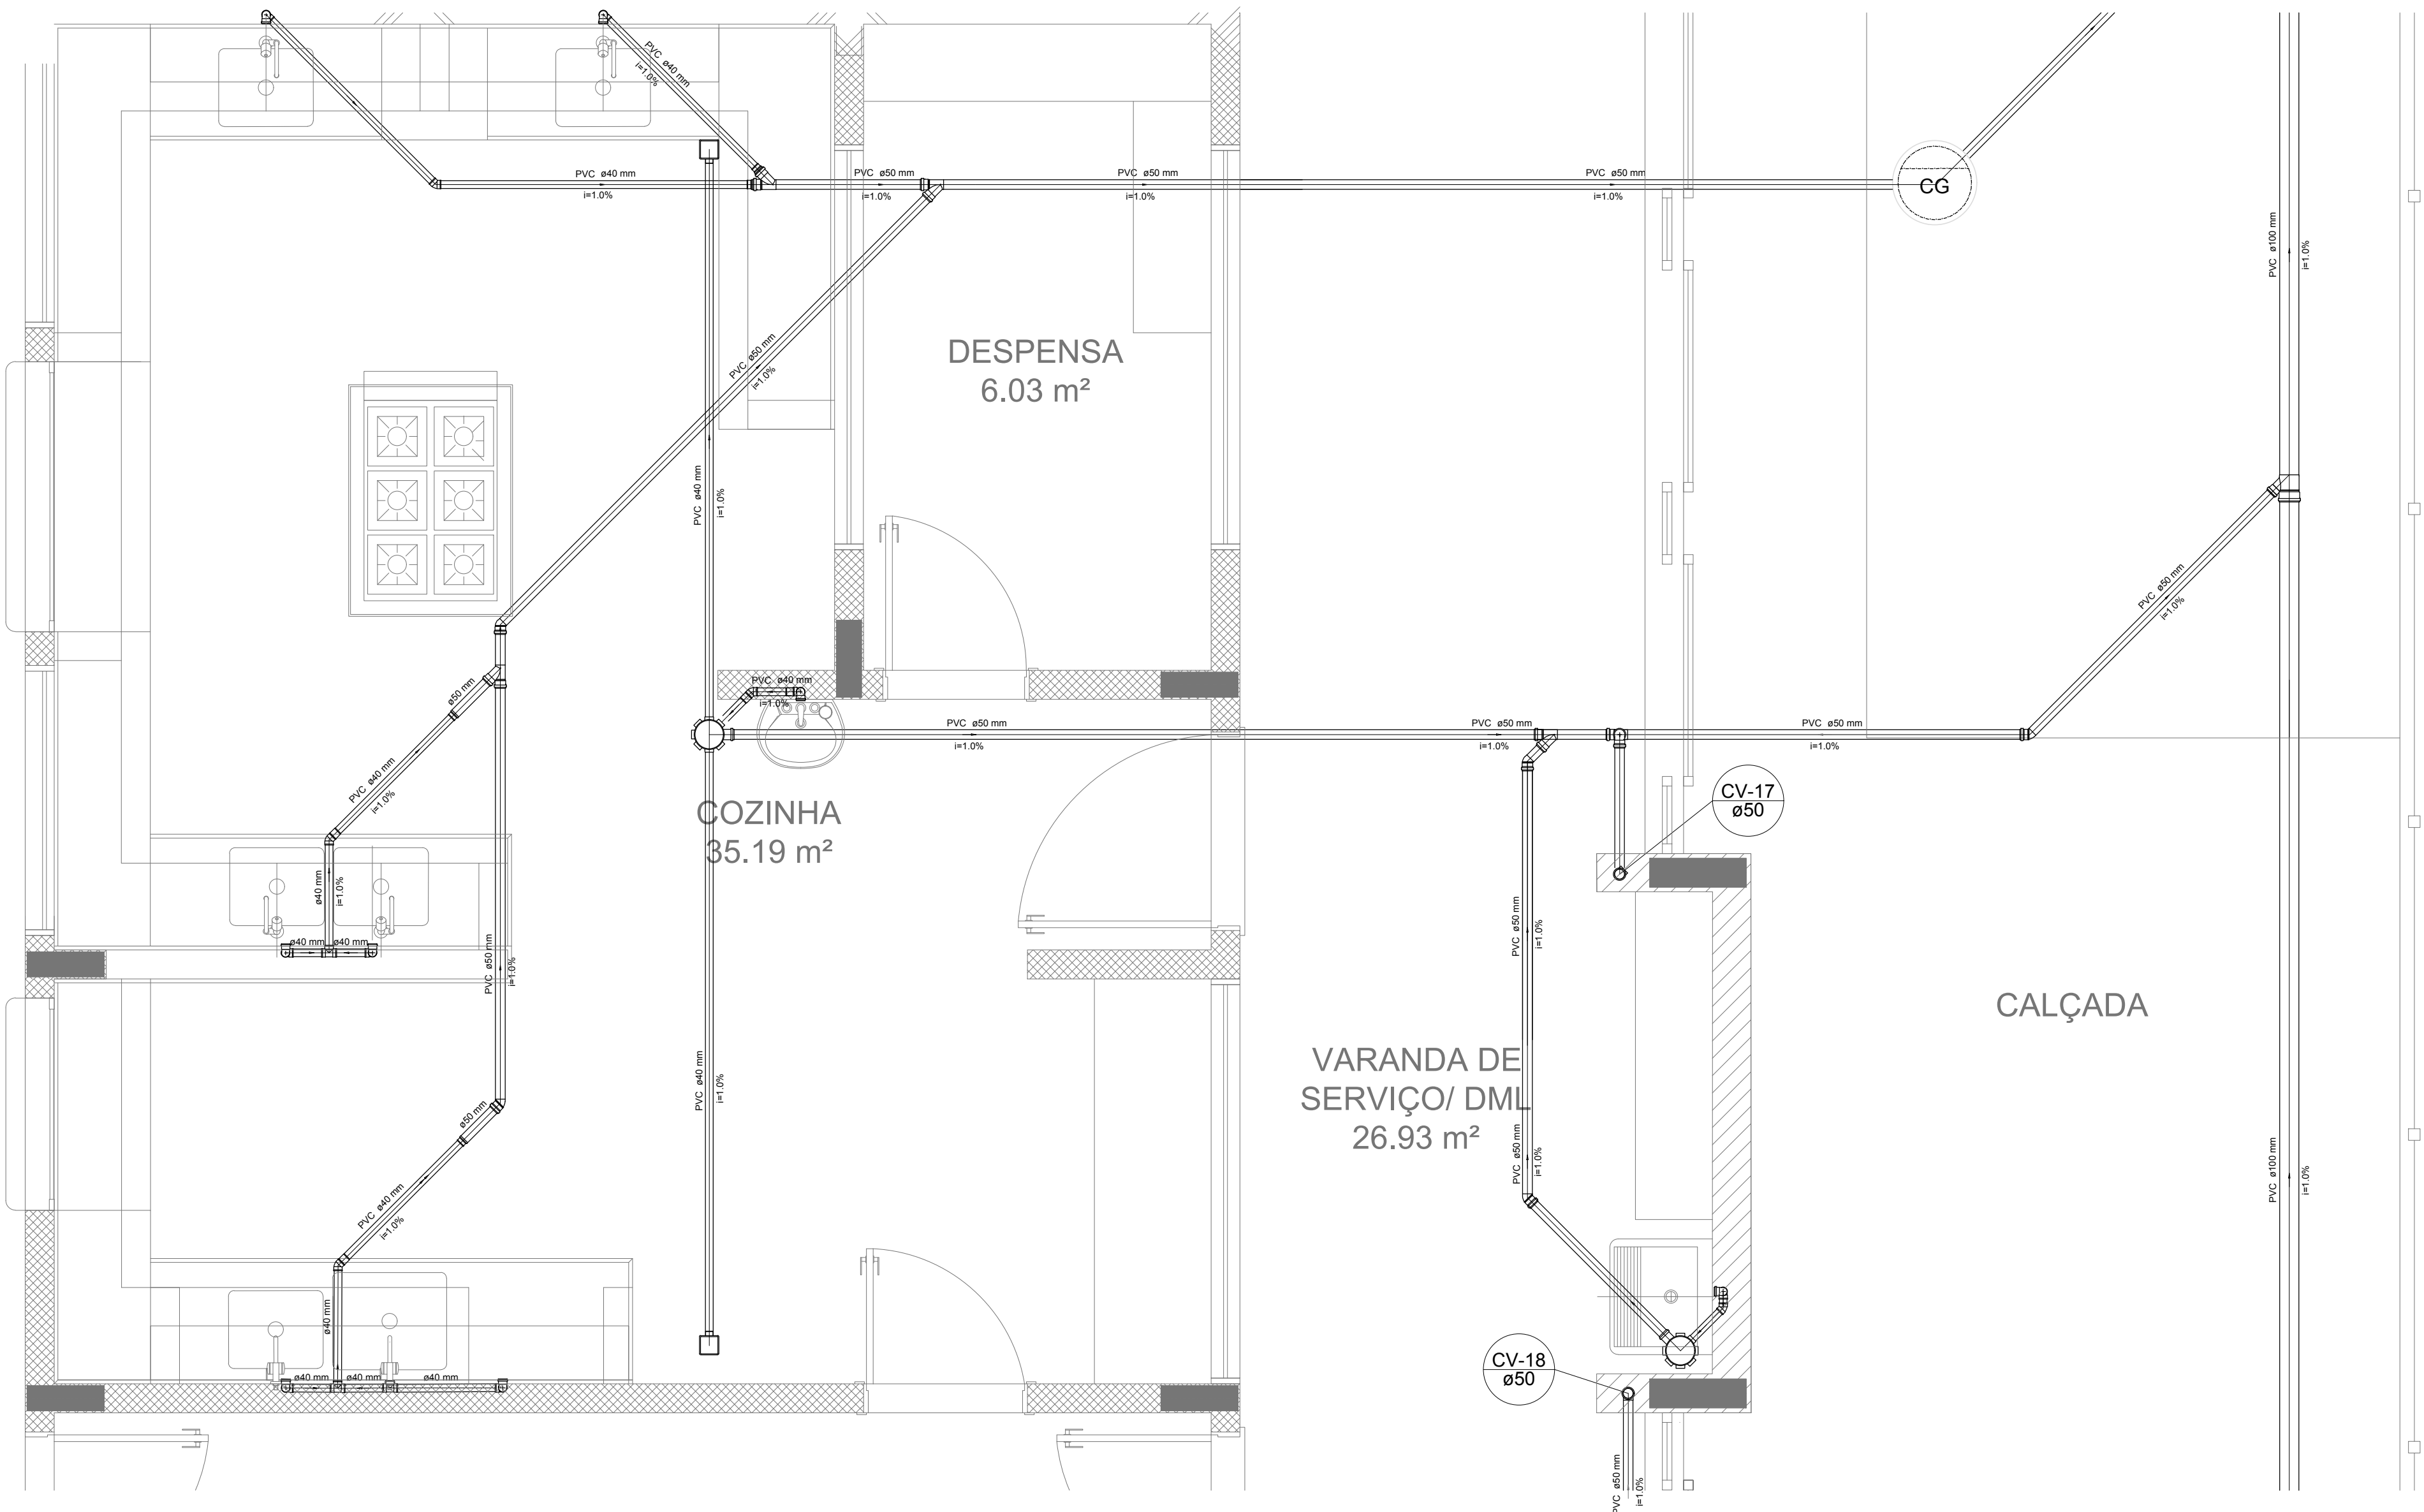 PVC ø40 mm
i=1.0%
PVC ø40 mm
i=1.0%
PVC ø50 mm
i=1.0%
PVC ø50 mm
i=1.0%
PVC ø50 mm
i=1.0%
CG
PVC ø100 mm
i=1.0%
DESPENSA
6.03 m²
PVC ø50 mm
i=1.0%
PVC ø40 mm
i=1.0%
PVC ø50 mm
i=1.0%
ø50 mm
PVC ø40 mm
i=1.0%
PVC ø50 mm
i=1.0%
PVC ø50 mm
i=1.0%
PVC ø50 mm
i=1.0%
PVC ø40 mm
i=1.0%
CV-17
ø50
COZINHA
35.19 m²
ø40 mm
i=1.0%
ø40 mm
ø40 mm
PVC ø50 mm
i=1.0%
PVC ø50 mm
i=1.0%
CALÇADA
VARANDA DE
SERVIÇO/ DML
26.93 m²
PVC ø40 mm
i=1.0%
ø50 mm
PVC ø50 mm
i=1.0%
PVC ø100 mm
i=1.0%
PVC ø40 mm
i=1.0%
ø40 mm
ø40 mm
ø40 mm
ø40 mm
CV-18
ø50
PVC ø50 mm
i=1.0%